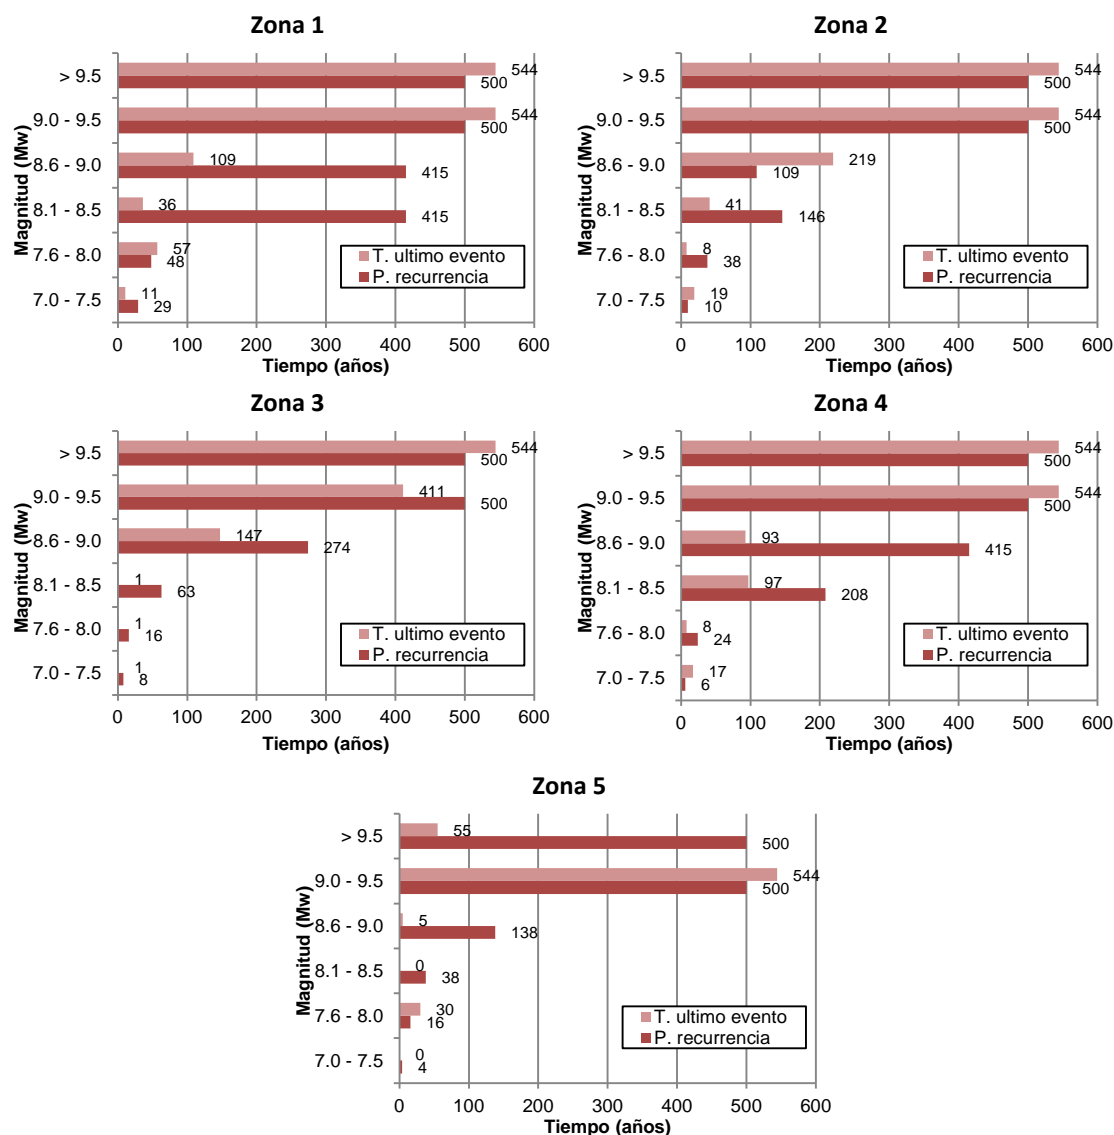 Zona 1
Magnitud (Mw)
> 9.5
544
500
9.0 - 9.5
544
500
8.6 - 9.0
109
415
8.1 - 8.5
36
415
7.6 - 8.0
57
48
7.0 - 7.5
11
29
T. ultimo evento
P. recurrencia
0 100 200 300 400 500 600
Tiempo (años)
Zona 2
Magnitud (Mw)
> 9.5
544
500
9.0 - 9.5
544
500
8.6 - 9.0
219
109
8.1 - 8.5
41
146
7.6 - 8.0
8
38
7.0 - 7.5
19
10
T. ultimo evento
P. recurrencia
0 100 200 300 400 500 600
Tiempo (años)
Zona 3
Magnitud (Mw)
> 9.5
544
500
9.0 - 9.5
411
500
8.6 - 9.0
147
274
8.1 - 8.5
1
63
7.6 - 8.0
1
16
7.0 - 7.5
1
8
T. ultimo evento
P. recurrencia
0 100 200 300 400 500 600
Tiempo (años)
Zona 4
Magnitud (Mw)
> 9.5
544
500
9.0 - 9.5
544
500
8.6 - 9.0
93
415
8.1 - 8.5
97
208
7.6 - 8.0
8
24
7.0 - 7.5
17
6
T. ultimo evento
P. recurrencia
0 100 200 300 400 500 600
Tiempo (años)
Zona 5
Magnitud (Mw)
> 9.5
55
500
9.0 - 9.5
544
500
8.6 - 9.0
5
138
8.1 - 8.5
0
38
7.6 - 8.0
30
16
7.0 - 7.5
0
4
T. ultimo evento
P. recurrencia
0 100 200 300 400 500 600
Tiempo (años)